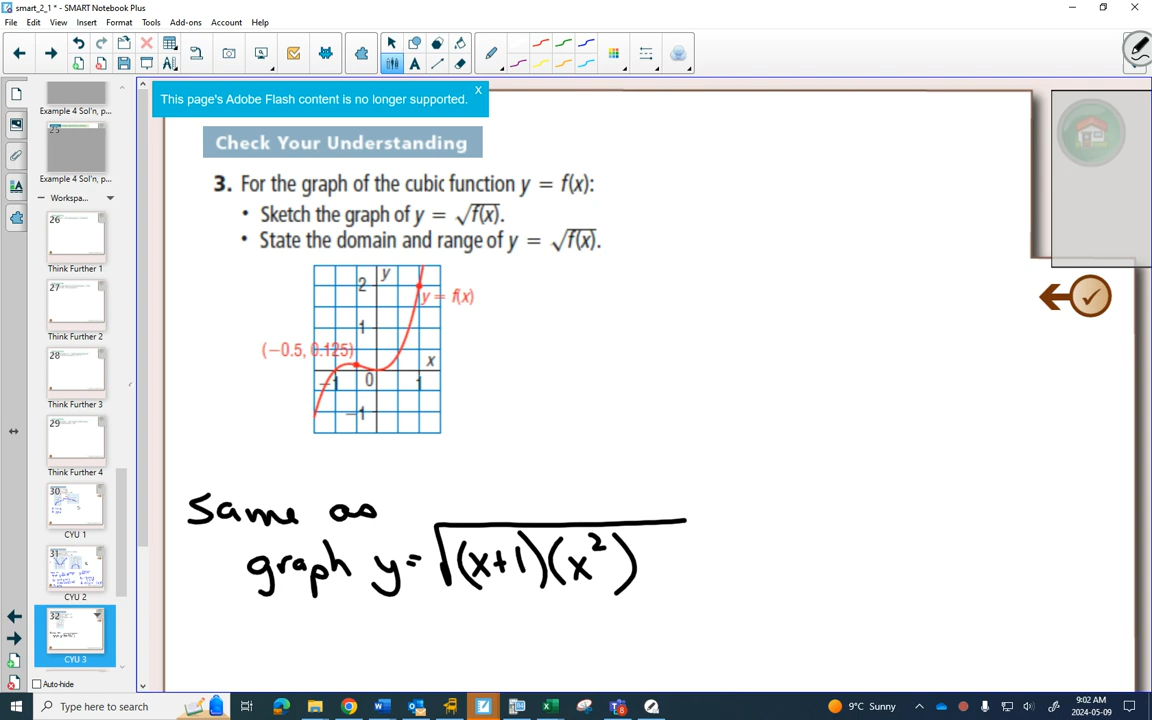 smart_2_1 * - SMART Notebook Plus
File Edit View Insert Format Tools Add-ons Account Help
This page's Adobe Flash content is no longer supported. X
Check Your Understanding
3. For the graph of the cubic function y = f(x):
• Sketch the graph of y = √f(x).
• State the domain and range of y = √f(x).
y
2
y = f(x)
1
(−0.5, 0.125)
x
−1 0 1
−1
Same as
graph y=√(x+1)(x²)
Example 4 Sol'n, p...
25
Example 4 Sol'n, p...
Workspa...
26
Think Further 1
27
Think Further 2
28
Think Further 3
29
Think Further 4
30
CYU 1
31
CYU 2
32
CYU 3
Auto-hide
Type here to search
9°C Sunny
9:02 AM
2024-05-09